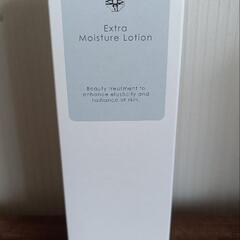 Extra
Moisture Lotion
Beauty treatment to
enhance elasticity and
radiance of skin.